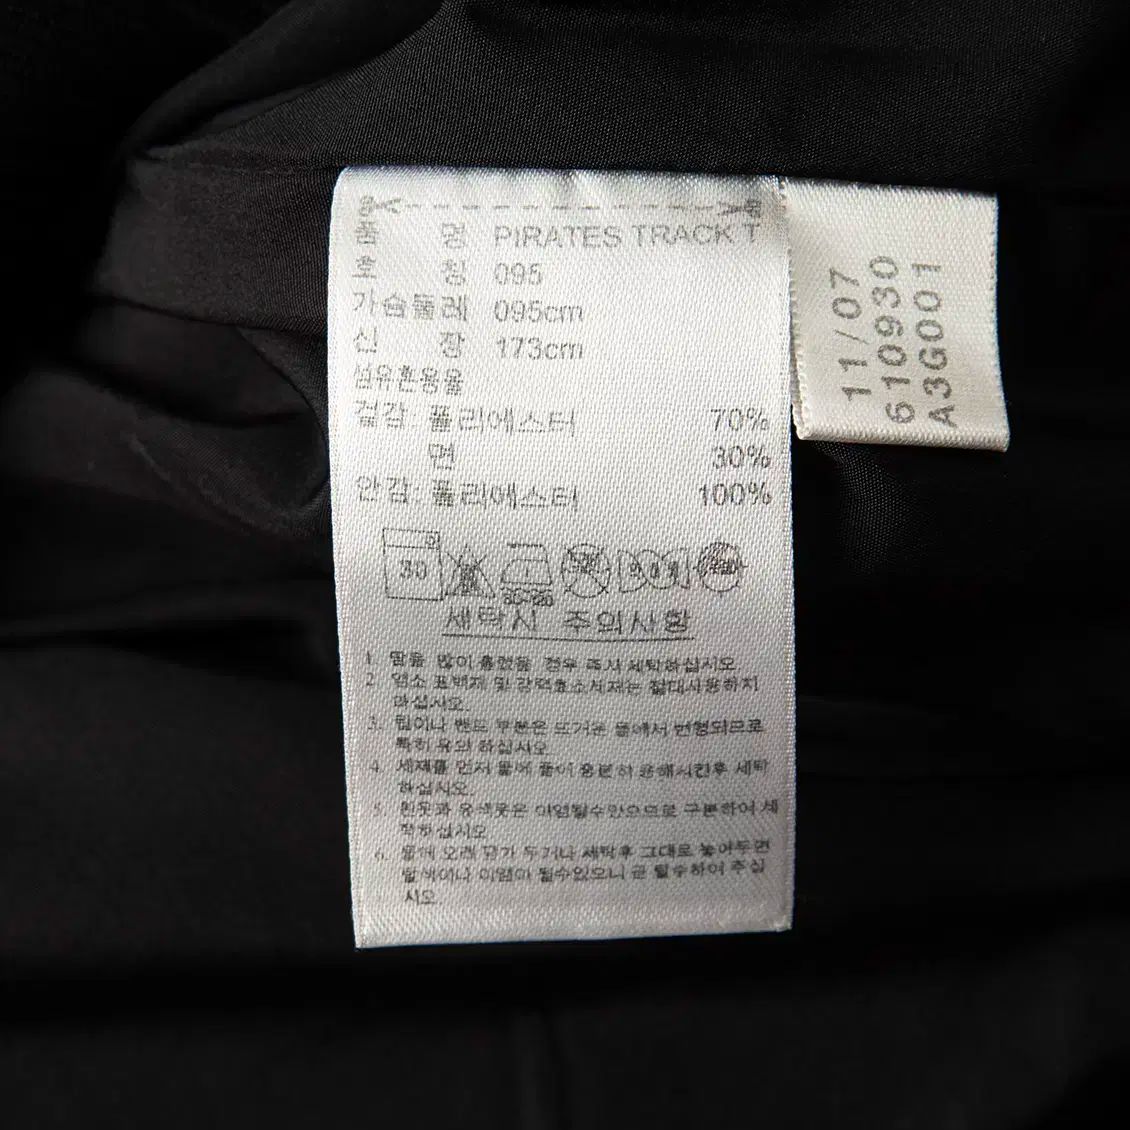 품 명 PIRATES TRACK T
호 칭 095
가슴둘레 095cm
신 장 173cm
섬유혼용율
겉감: 폴리에스터 70%
면 30%
안감: 폴리에스터 100%
30
세탁시 주의사항
1. 땀을 많이 흘렸을 경우 즉시 세탁하십시오
2 염소 표백제 및 강력효소세제는 절대사용하지
마십시오.
3. 팁이나 밴드 부분은 뜨거운 물에서 변형되므로
특히 유의 하십시오
4. 세제를 먼저 물에 풀어 충분히 용해시킨후 세탁
하십시오.
5. 흰옷과 유색옷은 이염될수있으므로 구분하여 세
탁하십시오
6. 물에 오래 담가 두거나 세탁후 그대로 놓아두면
탈색이나 이염이 될수있으니 곧 탈수하여 주십
시오.
11/07
610930
A3G001